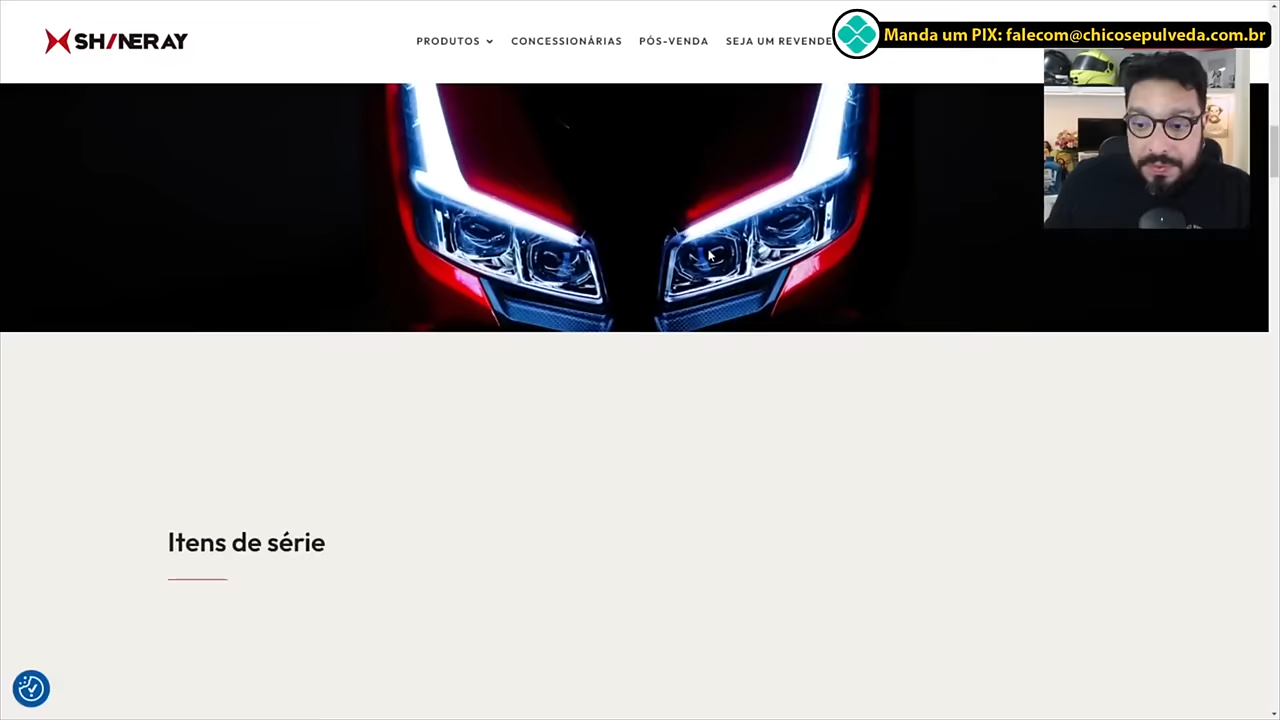 SHINERAY
PRODUTOS
CONCESSIONÁRIAS
PÓS-VENDA
SEJA UM REVENDE
Manda um PIX: falecom@chicosepulveda.com.br
Itens de série